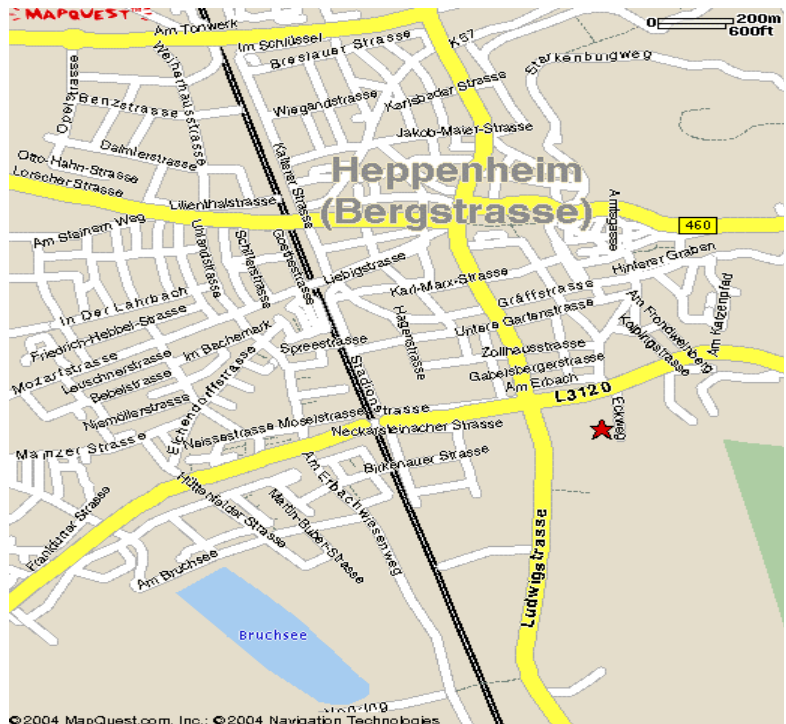 MAPQUEST
0 200m
600ft
Am Tonwerk
Im Schlüssel
Breslauer Strasse
K57
Starkenburgweg
Weiherhausstrasse
Opelstrasse
Benzstrasse
Wiegandstrasse
Karlsbader Strasse
Daimlerstrasse
Jakob-Maier-Strasse
Otto-Hahn-Strasse
Lorscher Strasse
Kalterer Strasse
Heppenheim
(Bergstrasse)
Lilienthalstrasse
Amtsgasse
Am Steinern Weg
460
Uhlandstrasse
Schillerstrasse
Goethestrasse
Liebigstrasse
Hinterer Graben
Karl-Marx-Strasse
Gräffstrasse
In Der Lahrbach
Hagenstrasse
Untere Gartenstrasse
Am Frondweinberg
Am Katzenpfad
Kolpingstrasse
Friedrich-Hebbel-Strasse
Im Bachemark
Spreestrasse
Zollhausstrasse
Mozartstrasse
Leuschnerstrasse
Gabelsbergerstrasse
Bebelstrasse
Eichendorffstrasse
Stadionstrasse
Am Erbach
L3120
Niemöllerstrasse
Neissestrasse
Moselstrasse
Eckweg
Mainzer Strasse
Neckarsteinacher Strasse
Birkenauer Strasse
Am Erbachwiesenweg
Hüttenfelder Strasse
Martin-Buber-Strasse
Frankfurter Strasse
Am Bruchsee
Ludwigstrasse
Bruchsee
©2004 MapQuest.com, Inc.; ©2004 Navigation Technologies